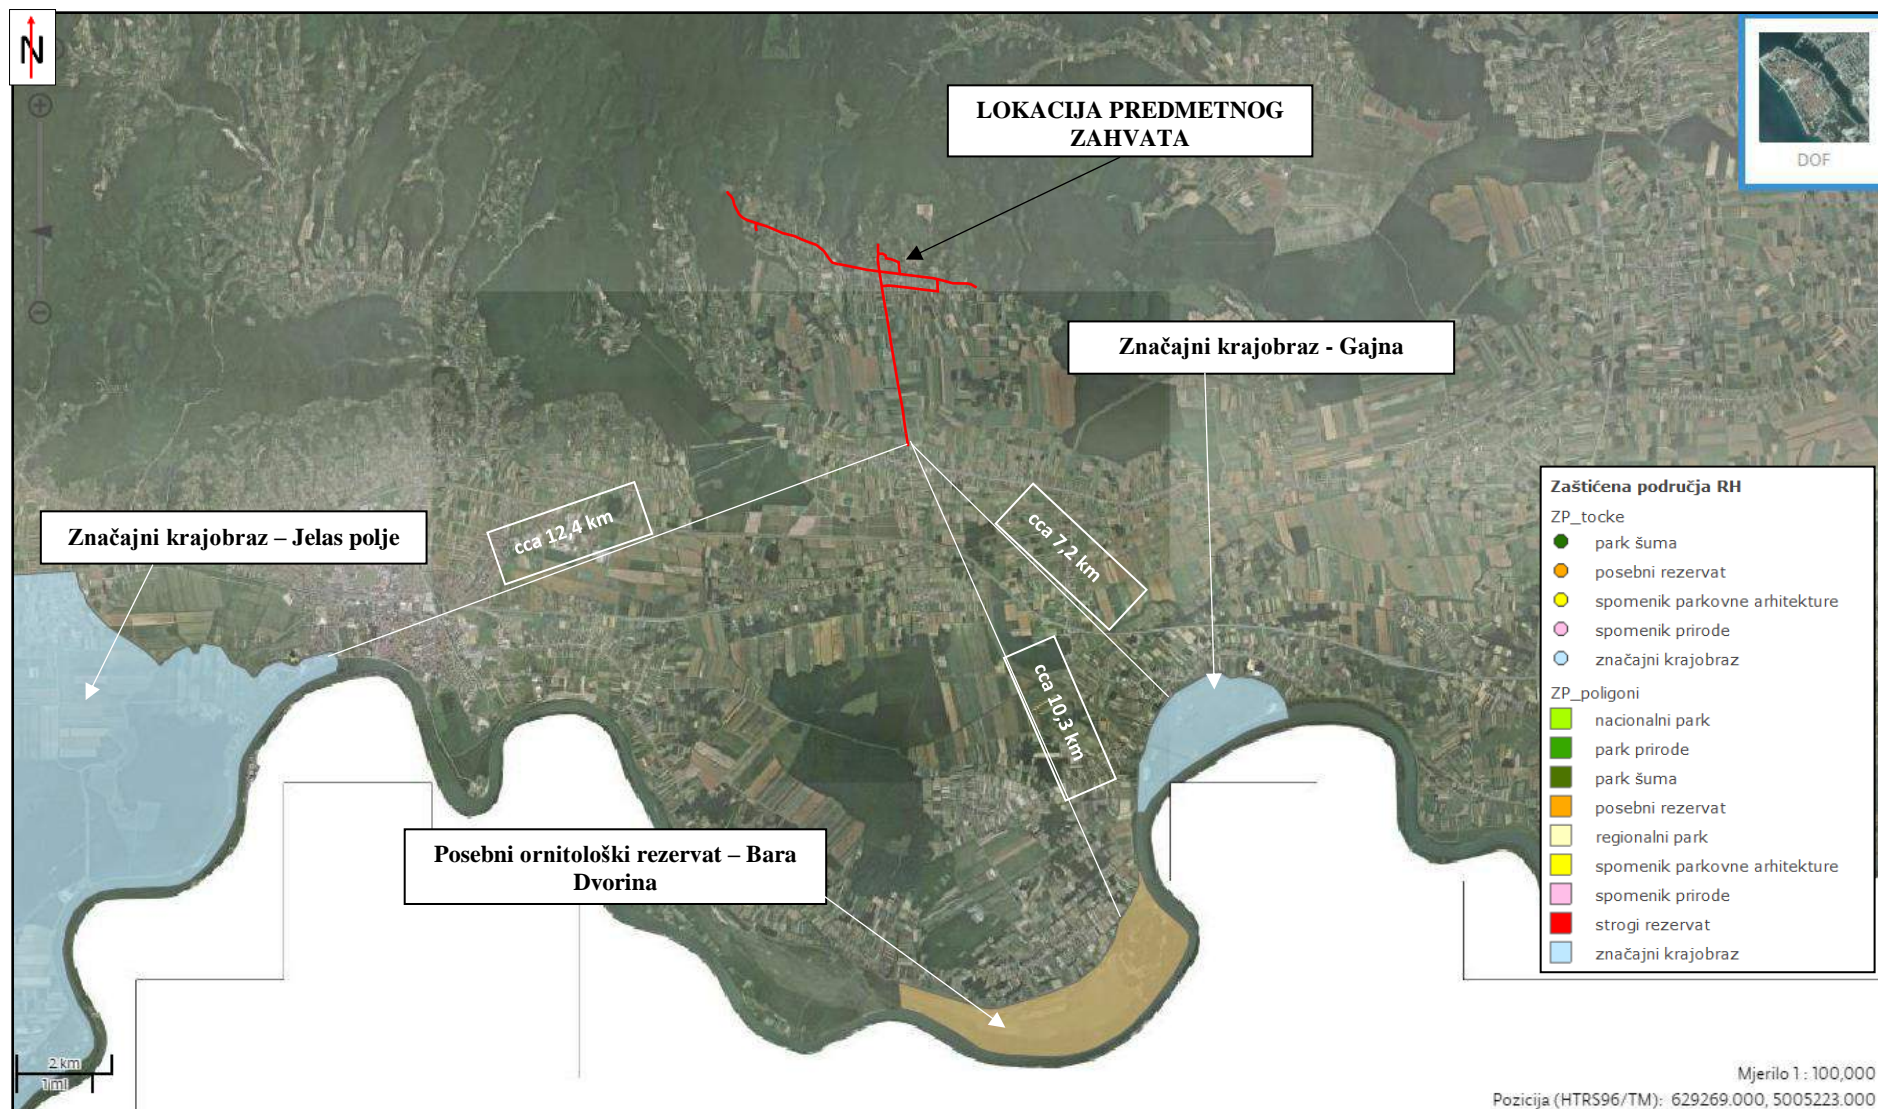 N
LOKACIJA PREDMETNOG
ZAHVATA
DOF
Značajni krajobraz - Gajna
Značajni krajobraz – Jelas polje
cca 12,4 km
cca 7,2 km
cca 10,3 km
Posebni ornitološki rezervat – Bara
Dvorina
Zaštićena područja RH
ZP_tocke
park šuma
posebni rezervat
spomenik parkovne arhitekture
spomenik prirode
značajni krajobraz
ZP_poligoni
nacionalni park
park prirode
park šuma
posebni rezervat
regionalni park
spomenik parkovne arhitekture
spomenik prirode
strogi rezervat
značajni krajobraz
2 km
1 mi
Mjerilo 1 : 100,000
Pozicija (HTRS96/TM): 629269.000, 5005223.000